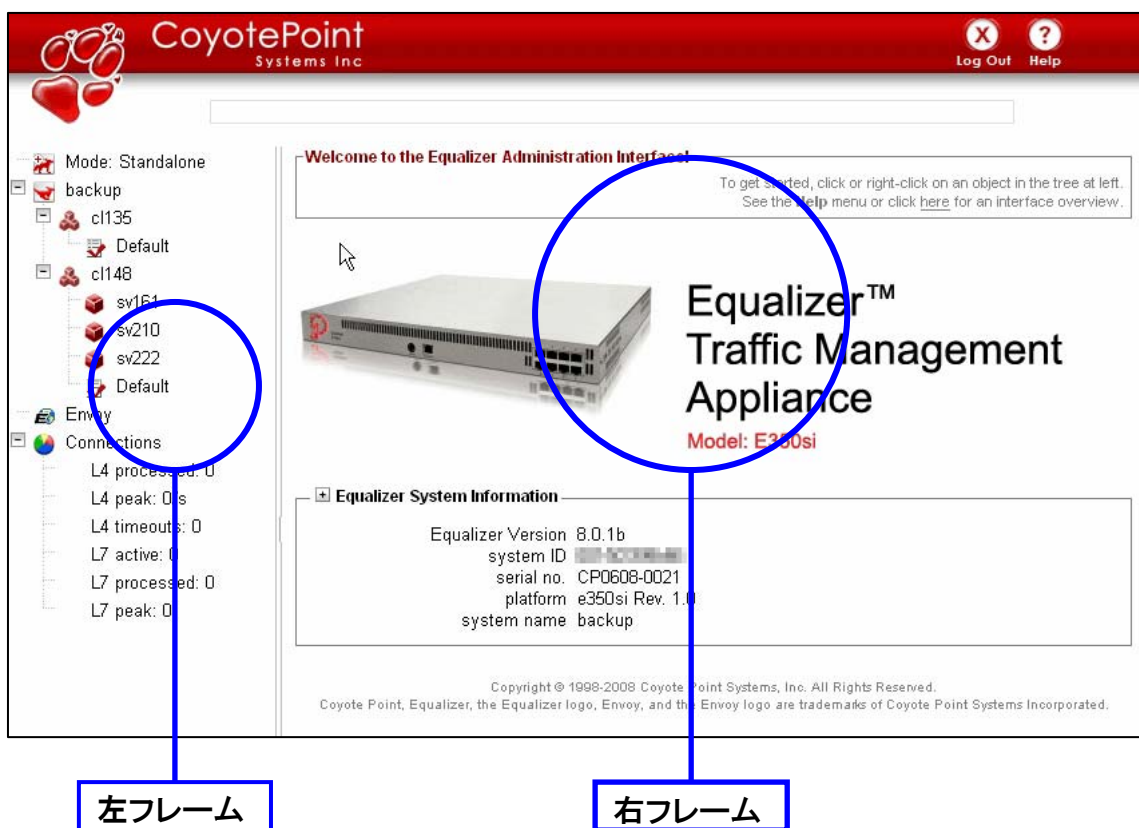 CoyotePoint
Systems Inc
X
?
Log Out
Help
Mode: Standalone
backup
cl135
Default
cl148
sv161
sv210
sv222
Default
Envoy
Connections
L4 processed: 0
L4 peak: 0/s
L4 timeouts: 0
L7 active: 0
L7 processed: 0
L7 peak: 0
Welcome to the Equalizer Administration Interface!
To get started, click or right-click on an object in the tree at left.
See the Help menu or click here for an interface overview.
Equalizer™
Traffic Management
Appliance
Model: E350si
Equalizer System Information
Equalizer Version 8.0.1b
system ID
serial no. CP0608-0021
platform e350si Rev. 1.0
system name backup
Copyright © 1998-2008 Coyote Point Systems, Inc. All Rights Reserved.
Coyote Point, Equalizer, the Equalizer logo, Envoy, and the Envoy logo are trademarks of Coyote Point Systems Incorporated.
左フレーム
右フレーム